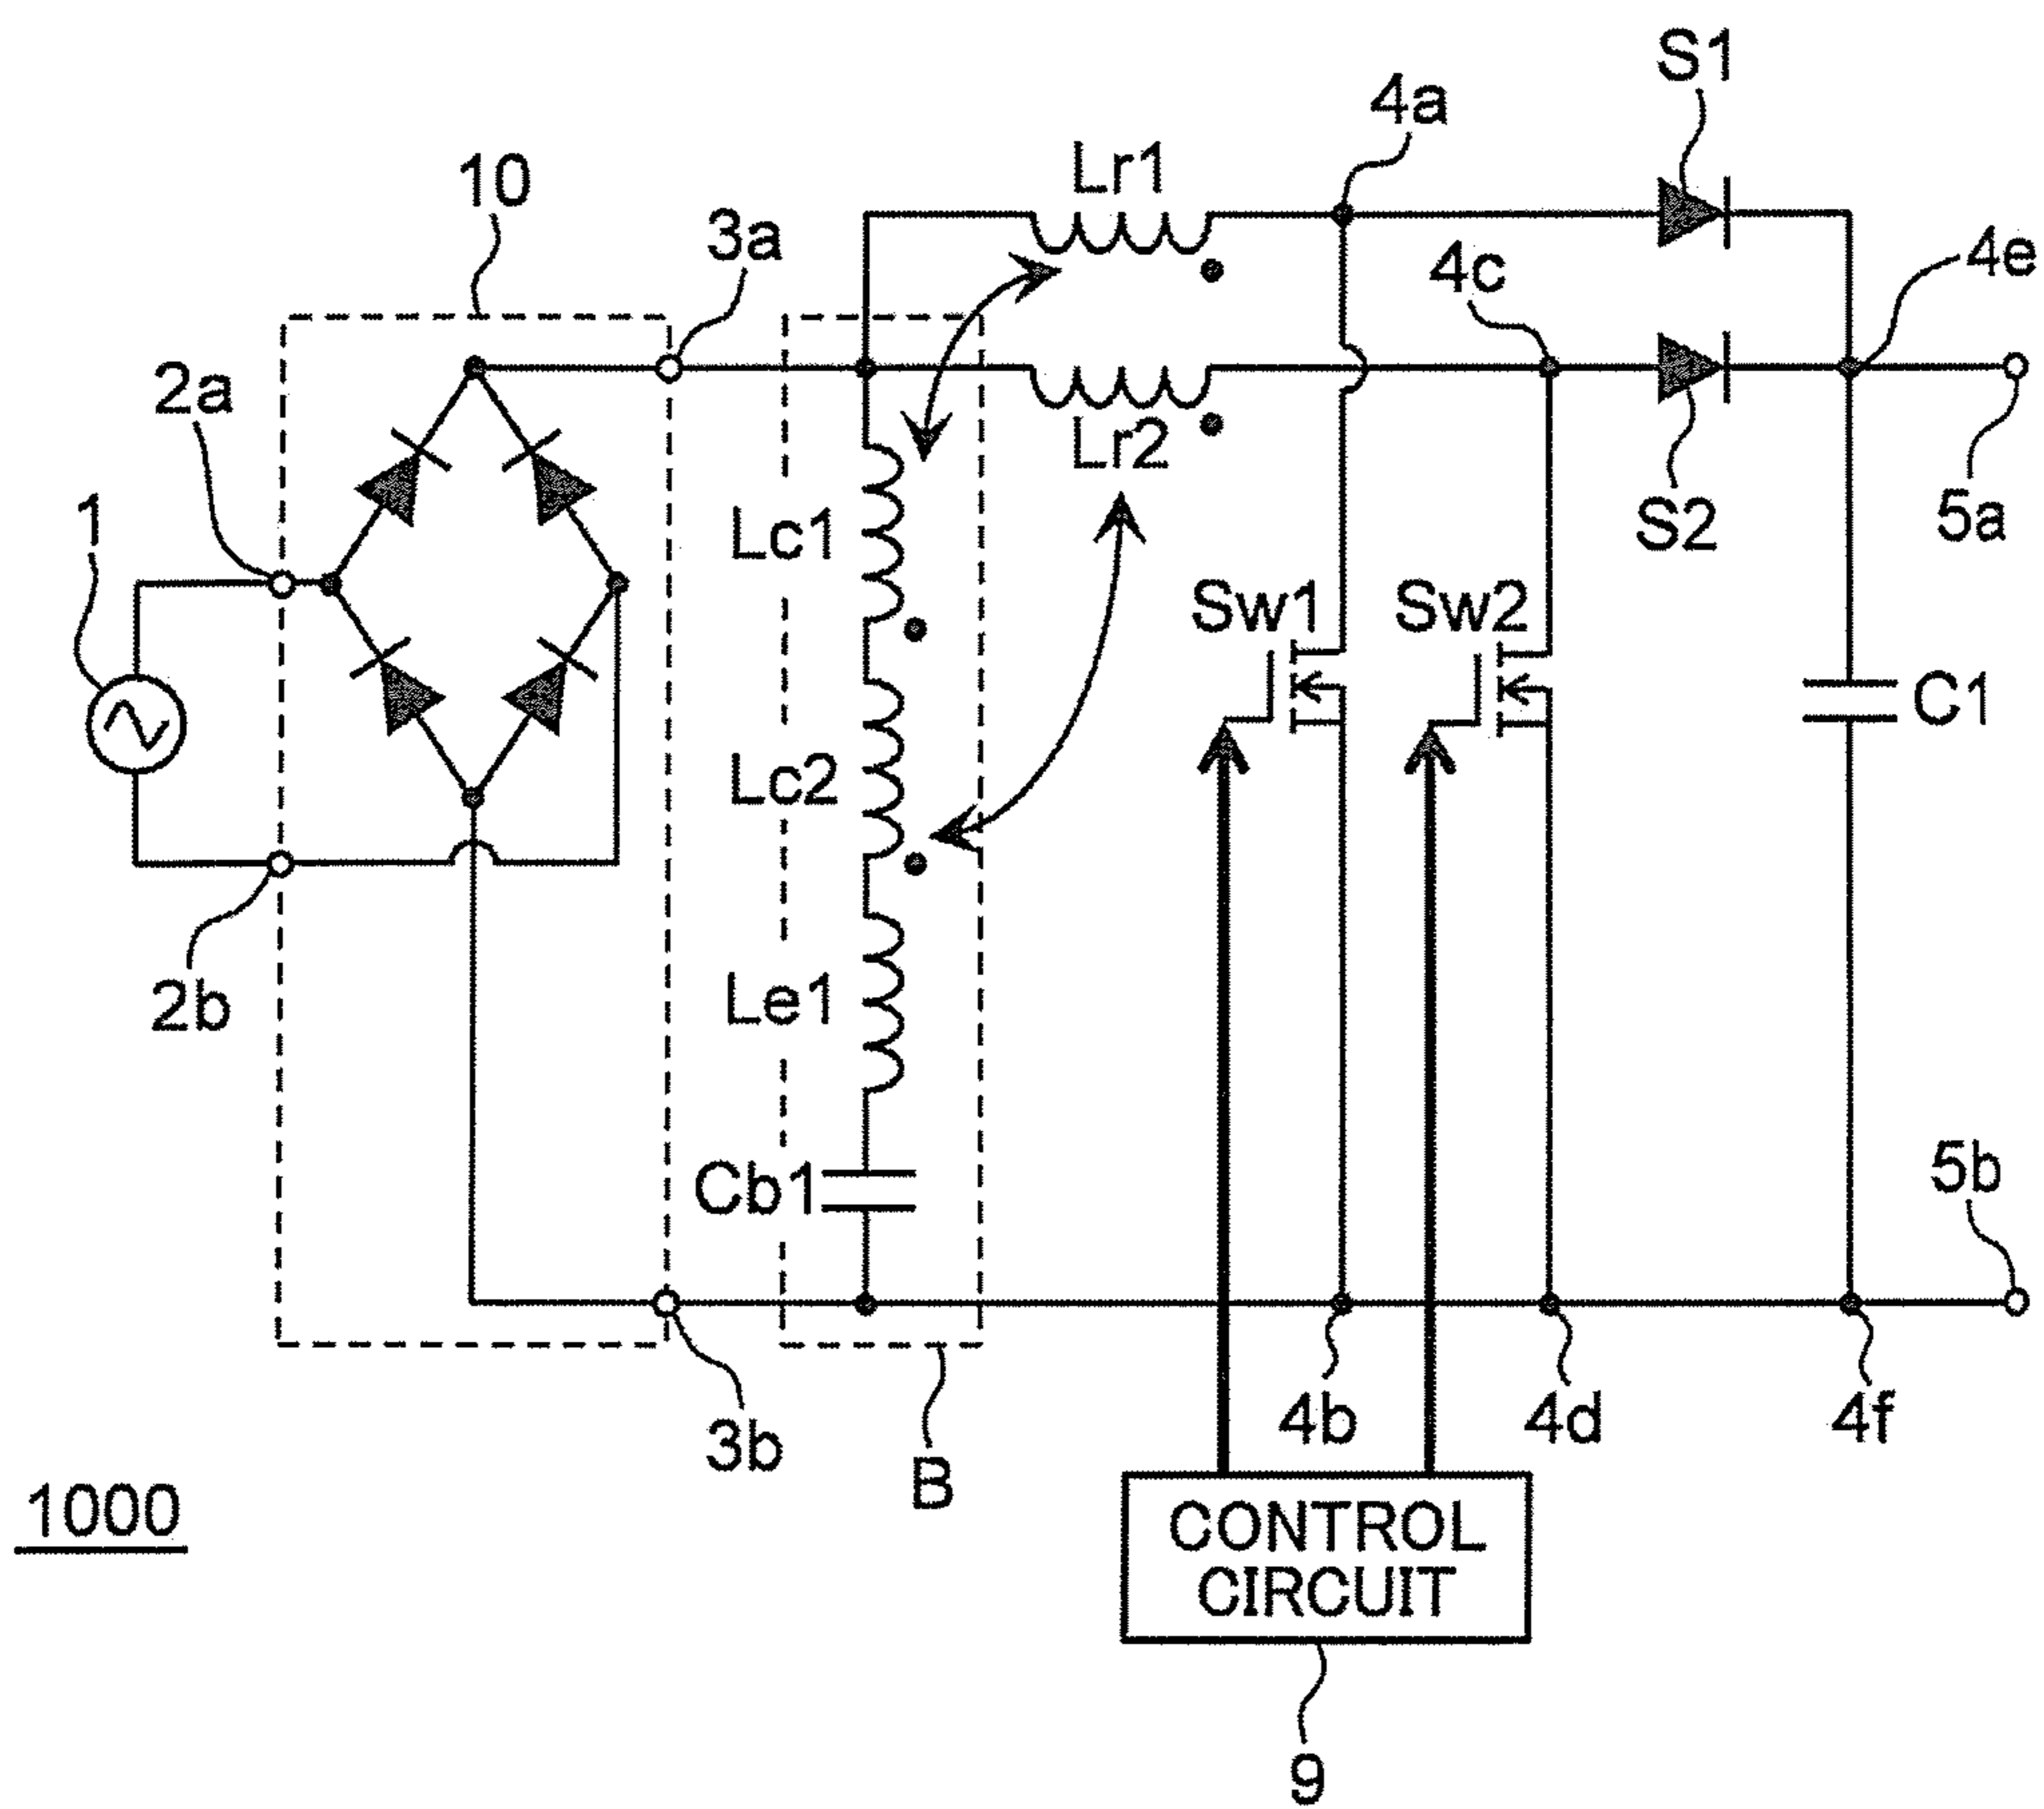 S1
4a
Lr1
10
3a
4c
4e
2a
Lr2
1
Lc1
S2
5a
Sw1
Sw2
C1
Lc2
2b
Le1
Cb1
5b
3b
B
4b
4d
4f
1000
CONTROL
CIRCUIT
9